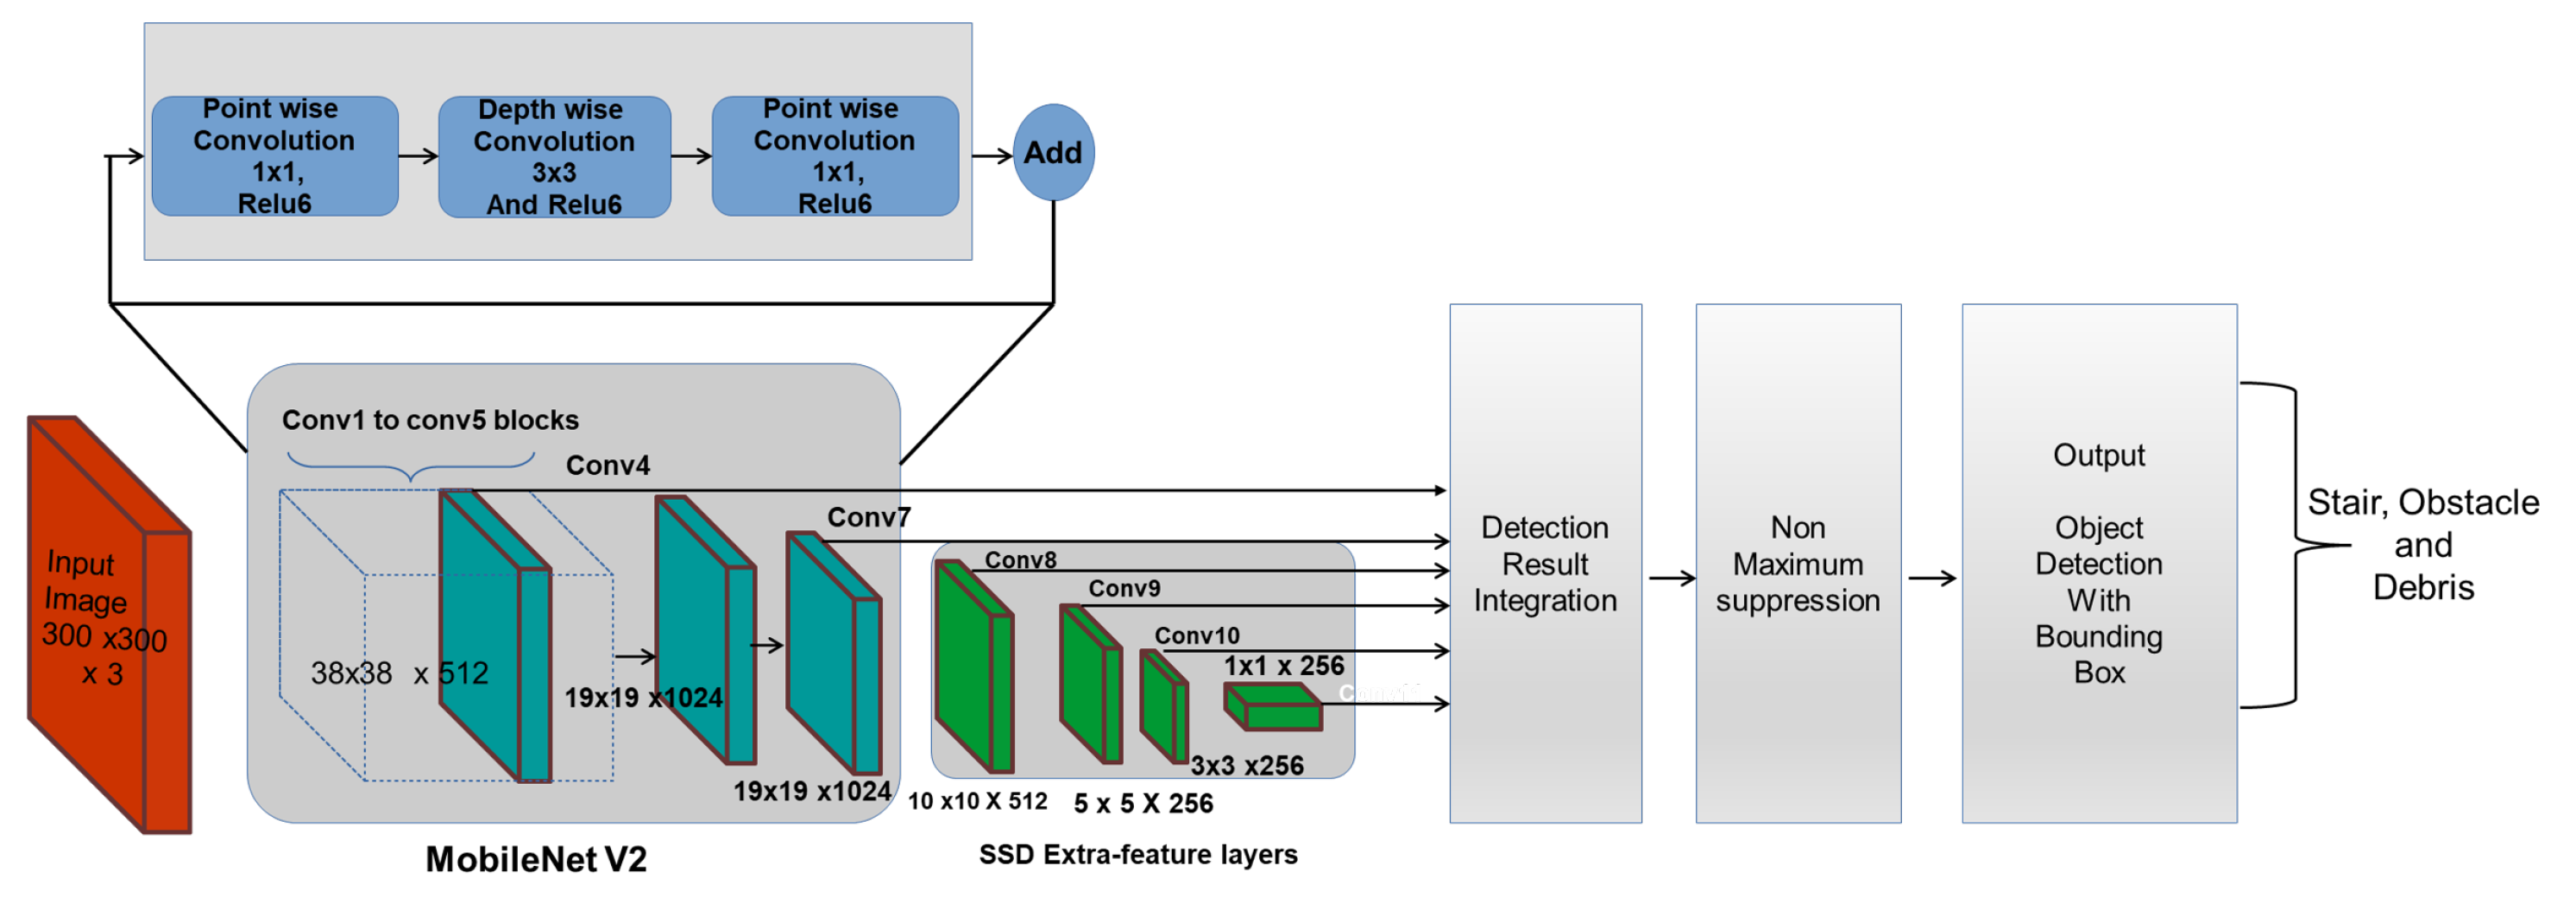 Point wise
Convolution
1x1,
Relu6
Depth wise
Convolution
3x3
And Relu6
Point wise
Convolution
1x1,
Relu6
Add
Input
Image
300 x300
x 3
Conv1 to conv5 blocks
Conv4
Conv7
38x38 x 512
19x19 x1024
19x19 x1024
MobileNet V2
Conv8
Conv9
Conv10
1x1 x 256
3x3 x256
10 x10 X 512
5 x 5 X 256
SSD Extra-feature layers
Detection
Result
Integration
Non
Maximum
suppression
Output
Object
Detection
With
Bounding
Box
Stair, Obstacle
and
Debris